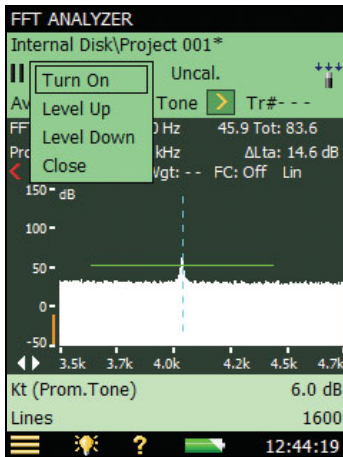 FFT ANALYZER
Internal Disk\Project 001*
Turn On
Level Up
Level Down
Close
Uncal.
Av
Tone > Tr#- - -
FF
0 Hz 45.9 Tot: 83.6
Pro
kHz ΔLta: 14.6 dB
Wgt: - - FC: Off Lin
150 dB
100
50
0
-50
3.5k 3.7k 4.0k 4.2k 4.5k 4.7k
Kt (Prom.Tone) 6.0 dB
Lines 1600
? 12:44:19